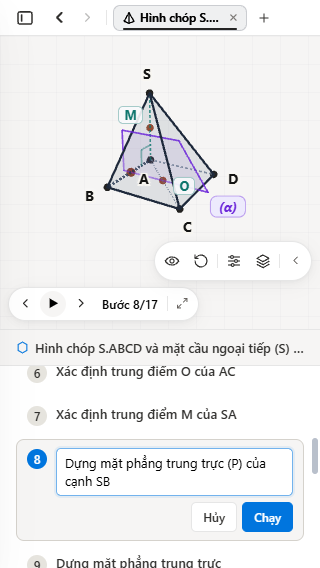 Hình chóp S....
S
M
A
O
D
B
(α)
C
Bước 8/17
Hình chóp S.ABCD và mặt cầu ngoại tiếp (S) ...
6 Xác định trung điểm O của AC
7 Xác định trung điểm M của SA
8 Dựng mặt phẳng trung trực (P) của
cạnh SB
Hủy Chạy
9 Dựng mặt phẳng trung trực